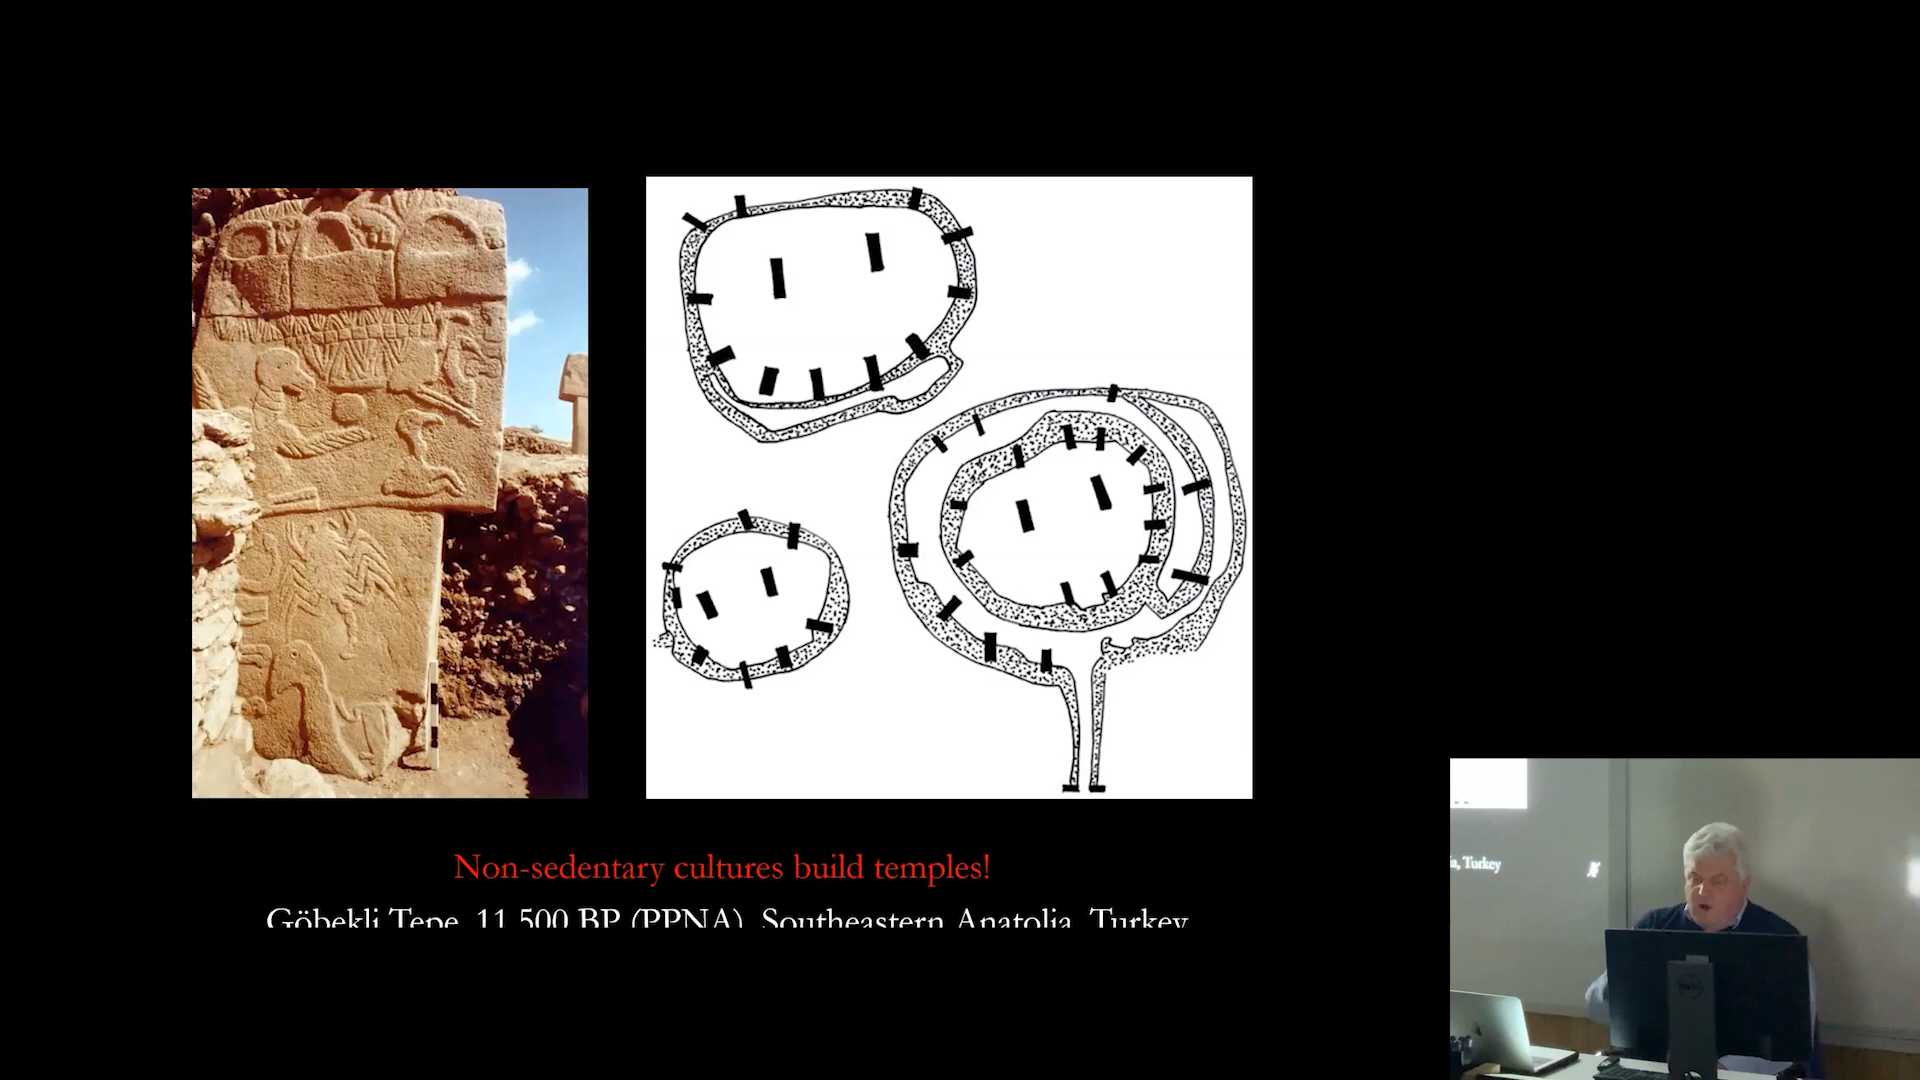 Non-sedentary cultures build temples!
Göbekli Tepe, 11,500 BP (PPNA), Southeastern Anatolia, Turkey
Turkey